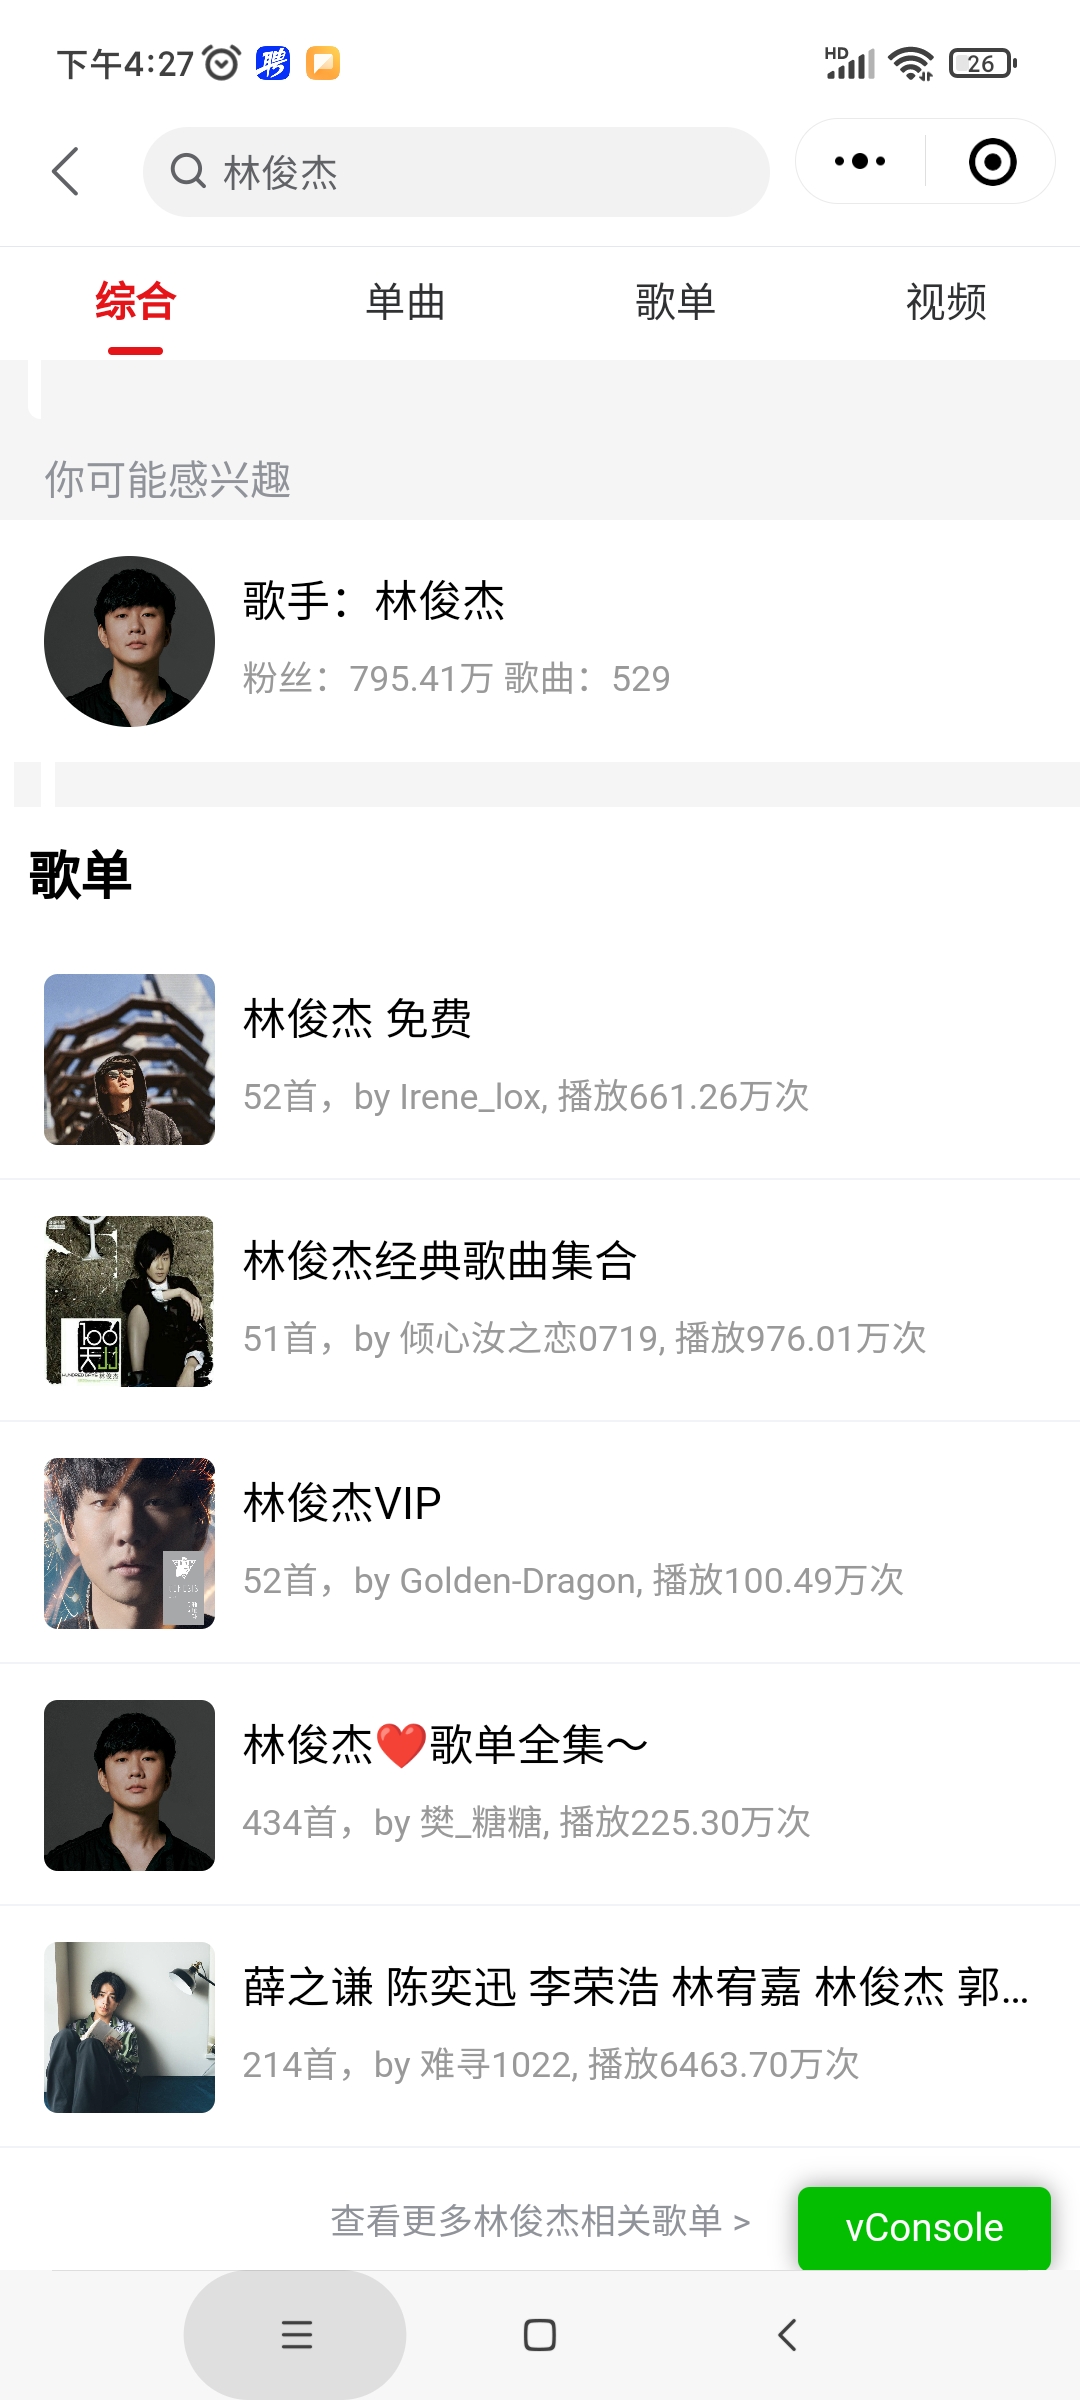 下午4:27
聘
HD
26
林俊杰
综合 单曲 歌单 视频
你可能感兴趣
歌手：林俊杰
粉丝：795.41万 歌曲：529
歌单
林俊杰 免费
52首，by Irene_lox, 播放661.26万次
林俊杰经典歌曲集合
51首，by 倾心汝之恋0719, 播放976.01万次
林俊杰VIP
52首，by Golden-Dragon, 播放100.49万次
林俊杰❤️歌单全集～
434首，by 樊_糖糖, 播放225.30万次
薛之谦 陈奕迅 李荣浩 林宥嘉 林俊杰 郭...
214首，by 难寻1022, 播放6463.70万次
查看更多林俊杰相关歌单 >
vConsole